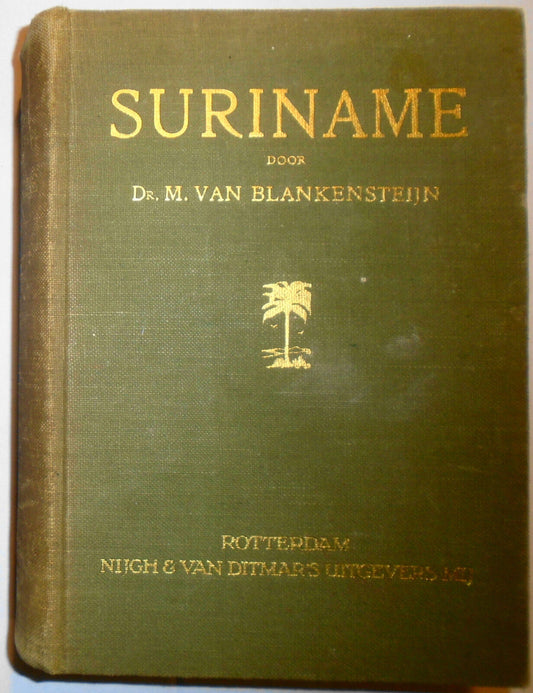 SURINAME
DOOR
DR. M. VAN BLANKENSTEIJN
ROTTERDAM
NIJGH & VAN DITMAR'S UITGEVERS-MIJ